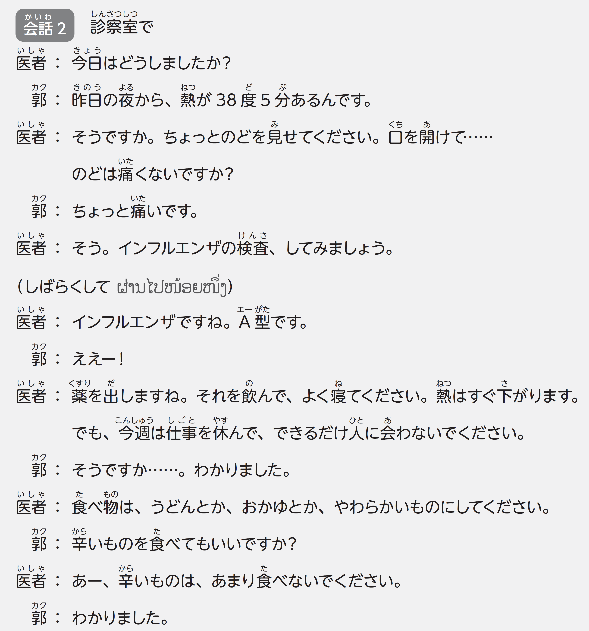 会話2 診察室で
医者：今日はどうしましたか？
郭：昨日の夜から、熱が38度5分あるんです。
医者：そうですか。ちょっとのどを見せてください。口を開けて……
のどは痛くないですか？
郭：ちょっと痛いです。
医者：そう。インフルエンザの検査、してみましょう。
（しばらくして ຜ່ານໄປໜ້ອຍໜຶ່ງ）
医者：インフルエンザですね。A型です。
郭：ええー！
医者：薬を出しますね。それを飲んで、よく寝てください。熱はすぐ下がります。
でも、今週は仕事を休んで、できるだけ人に会わないでください。
郭：そうですか……。わかりました。
医者：食べ物は、うどんとか、おかゆとか、やわらかいものにしてください。
郭：辛いものを食べてもいいですか？
医者：あー、辛いものは、あまり食べないでください。
郭：わかりました。